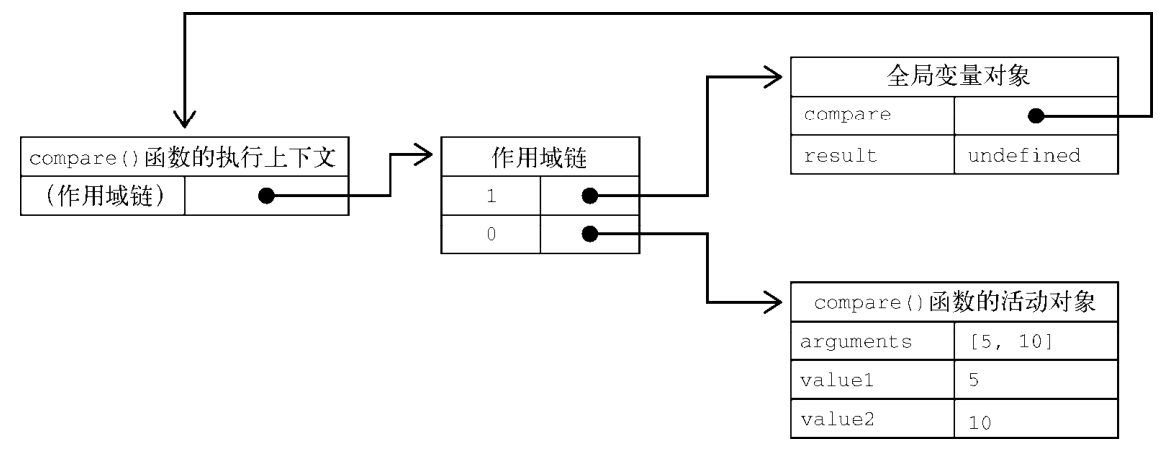 compare()函数的执行上下文
(作用域链)
作用域链
1
0
全局变量对象
compare
result undefined
compare()函数的活动对象
arguments [5, 10]
value1 5
value2 10